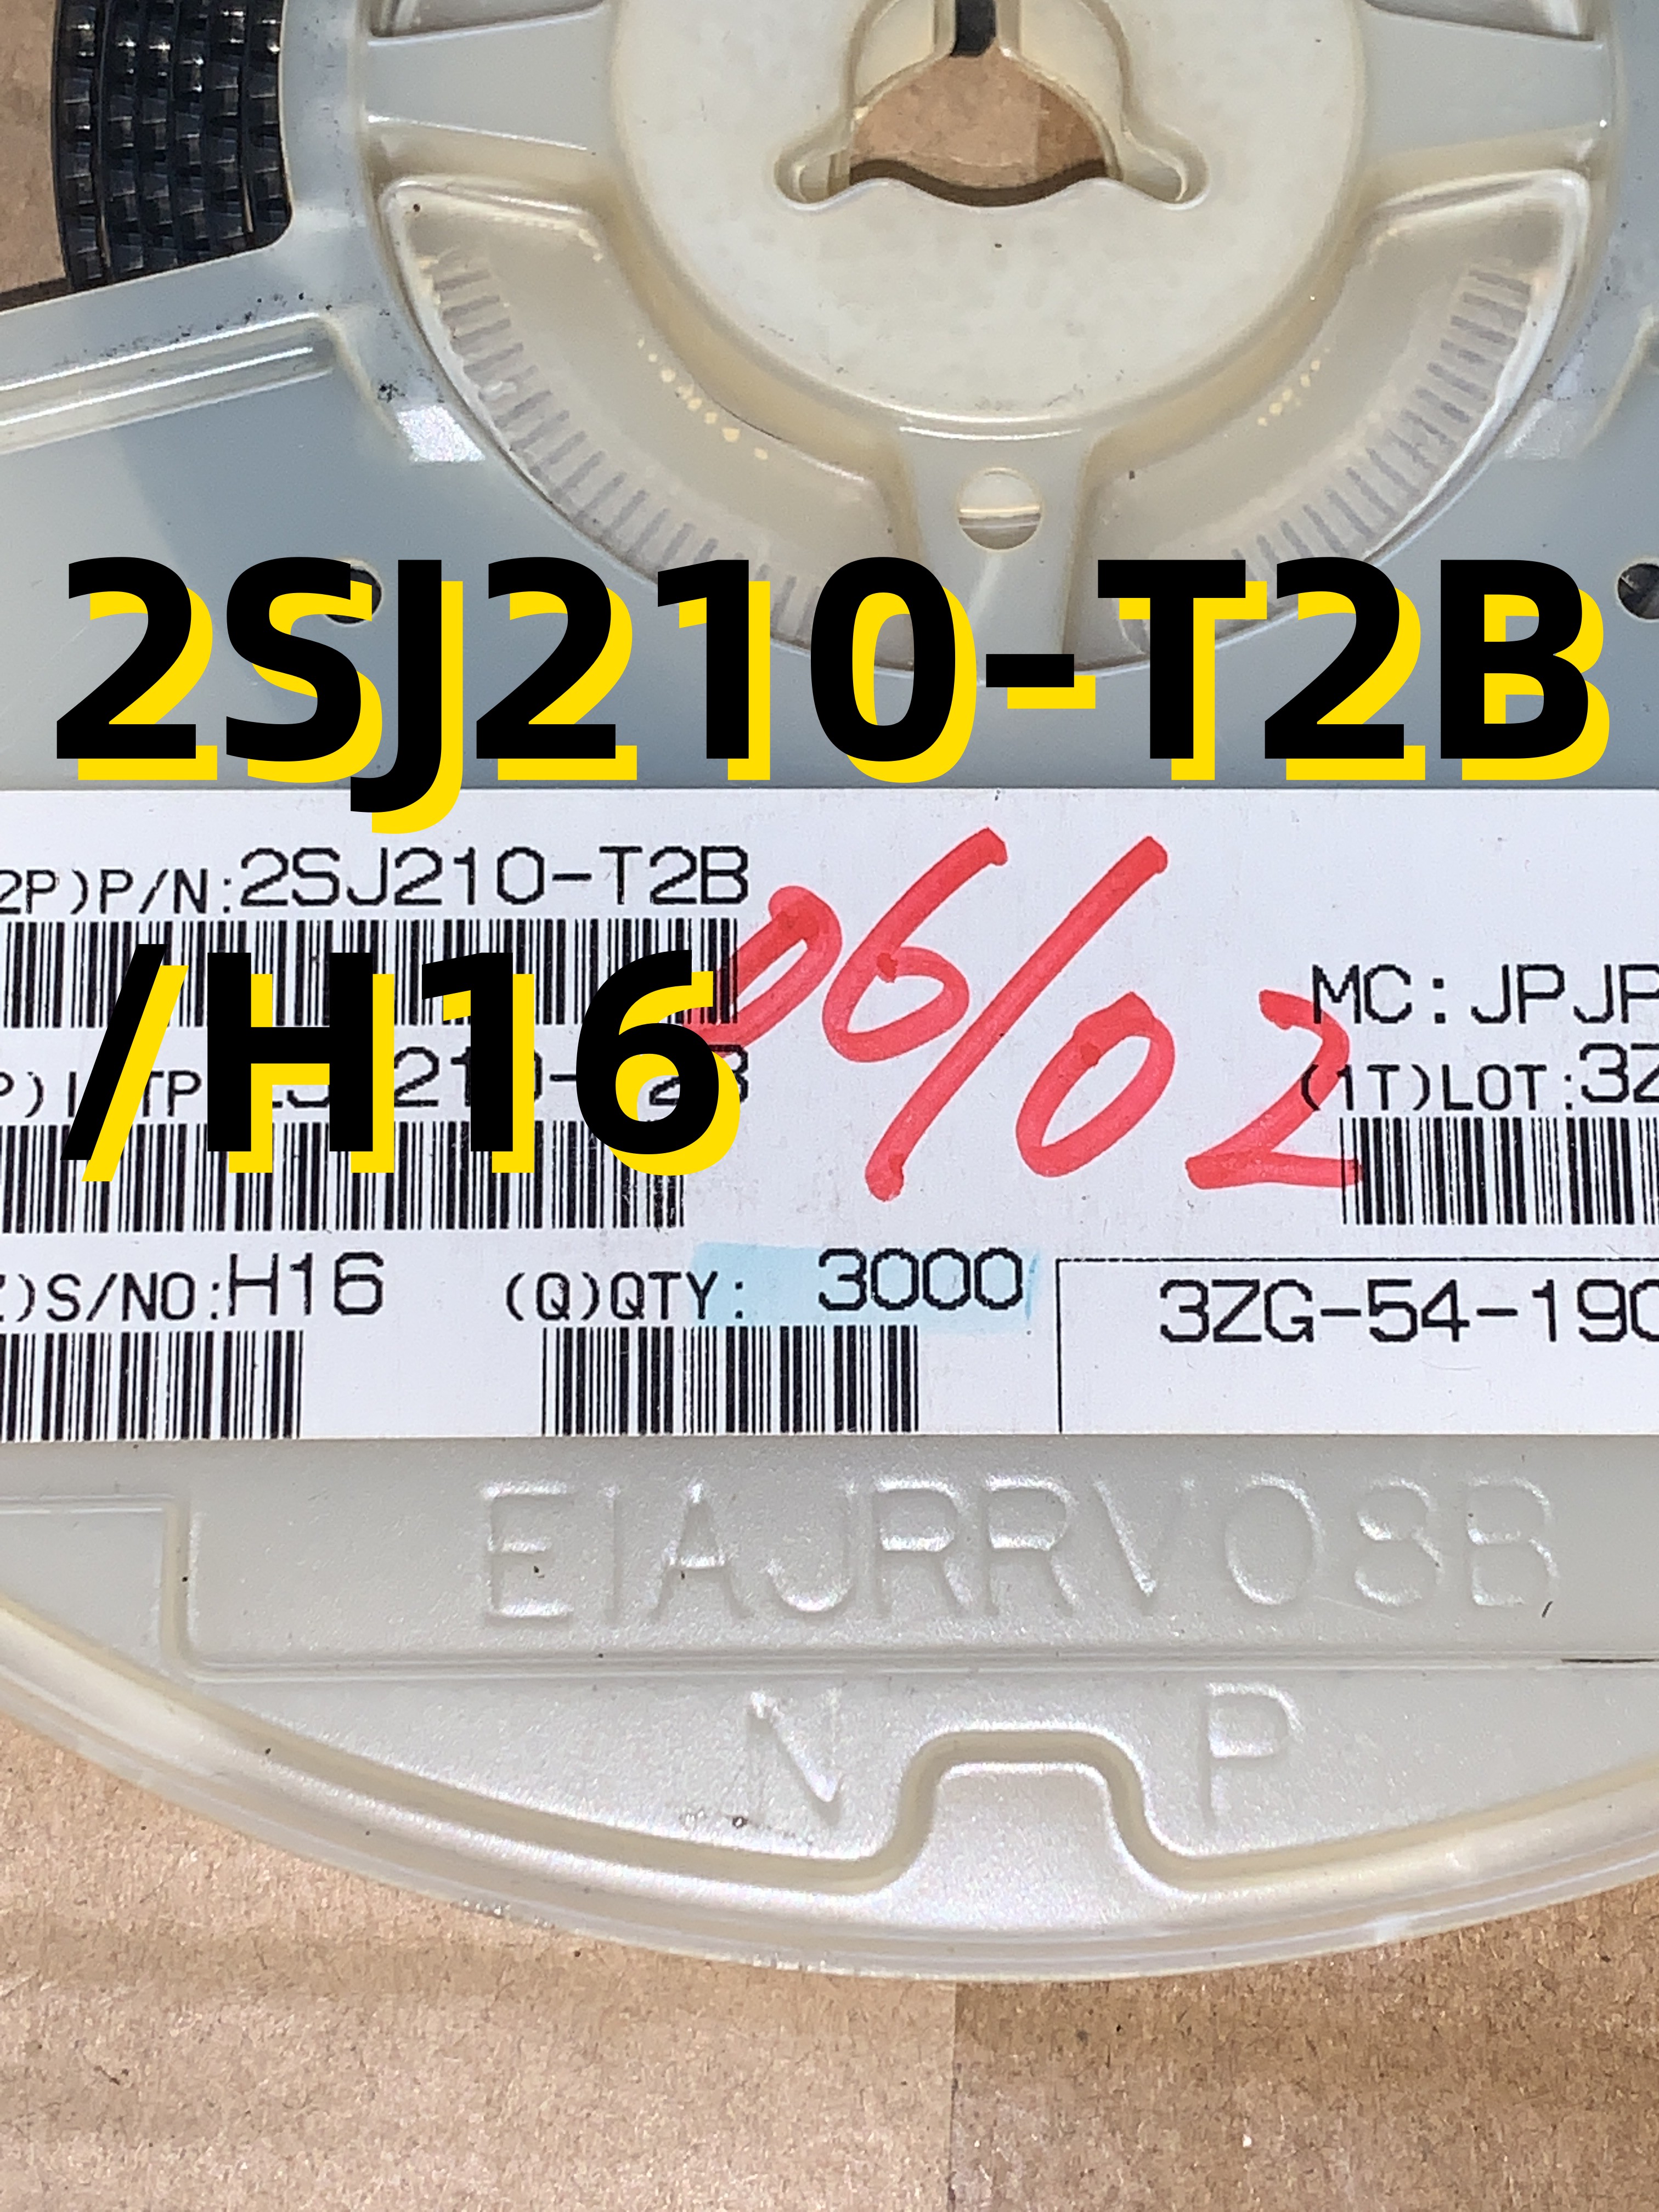 2SJ210-T2B
2P)P/N:2SJ210-T2B
/H16
06/02
MC:JPJP
(1T)LOT:3Z
Z)S/NO:H16
(Q)QTY: 3000
3ZG-54-190
EIAJRRV08B
N P